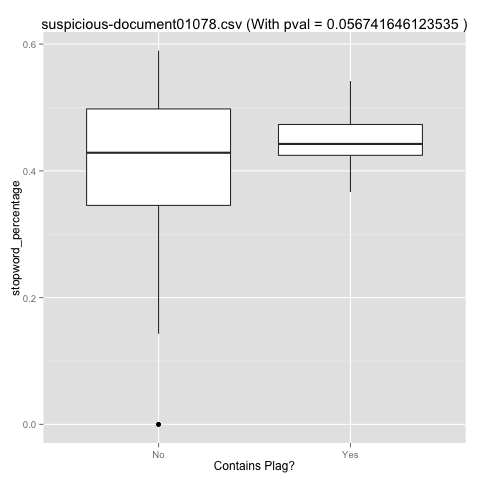 suspicious-document01078.csv (With pval = 0.056741646123535 )
stopword_percentage
0.6
0.4
0.2
0.0
No
Yes
Contains Plag?